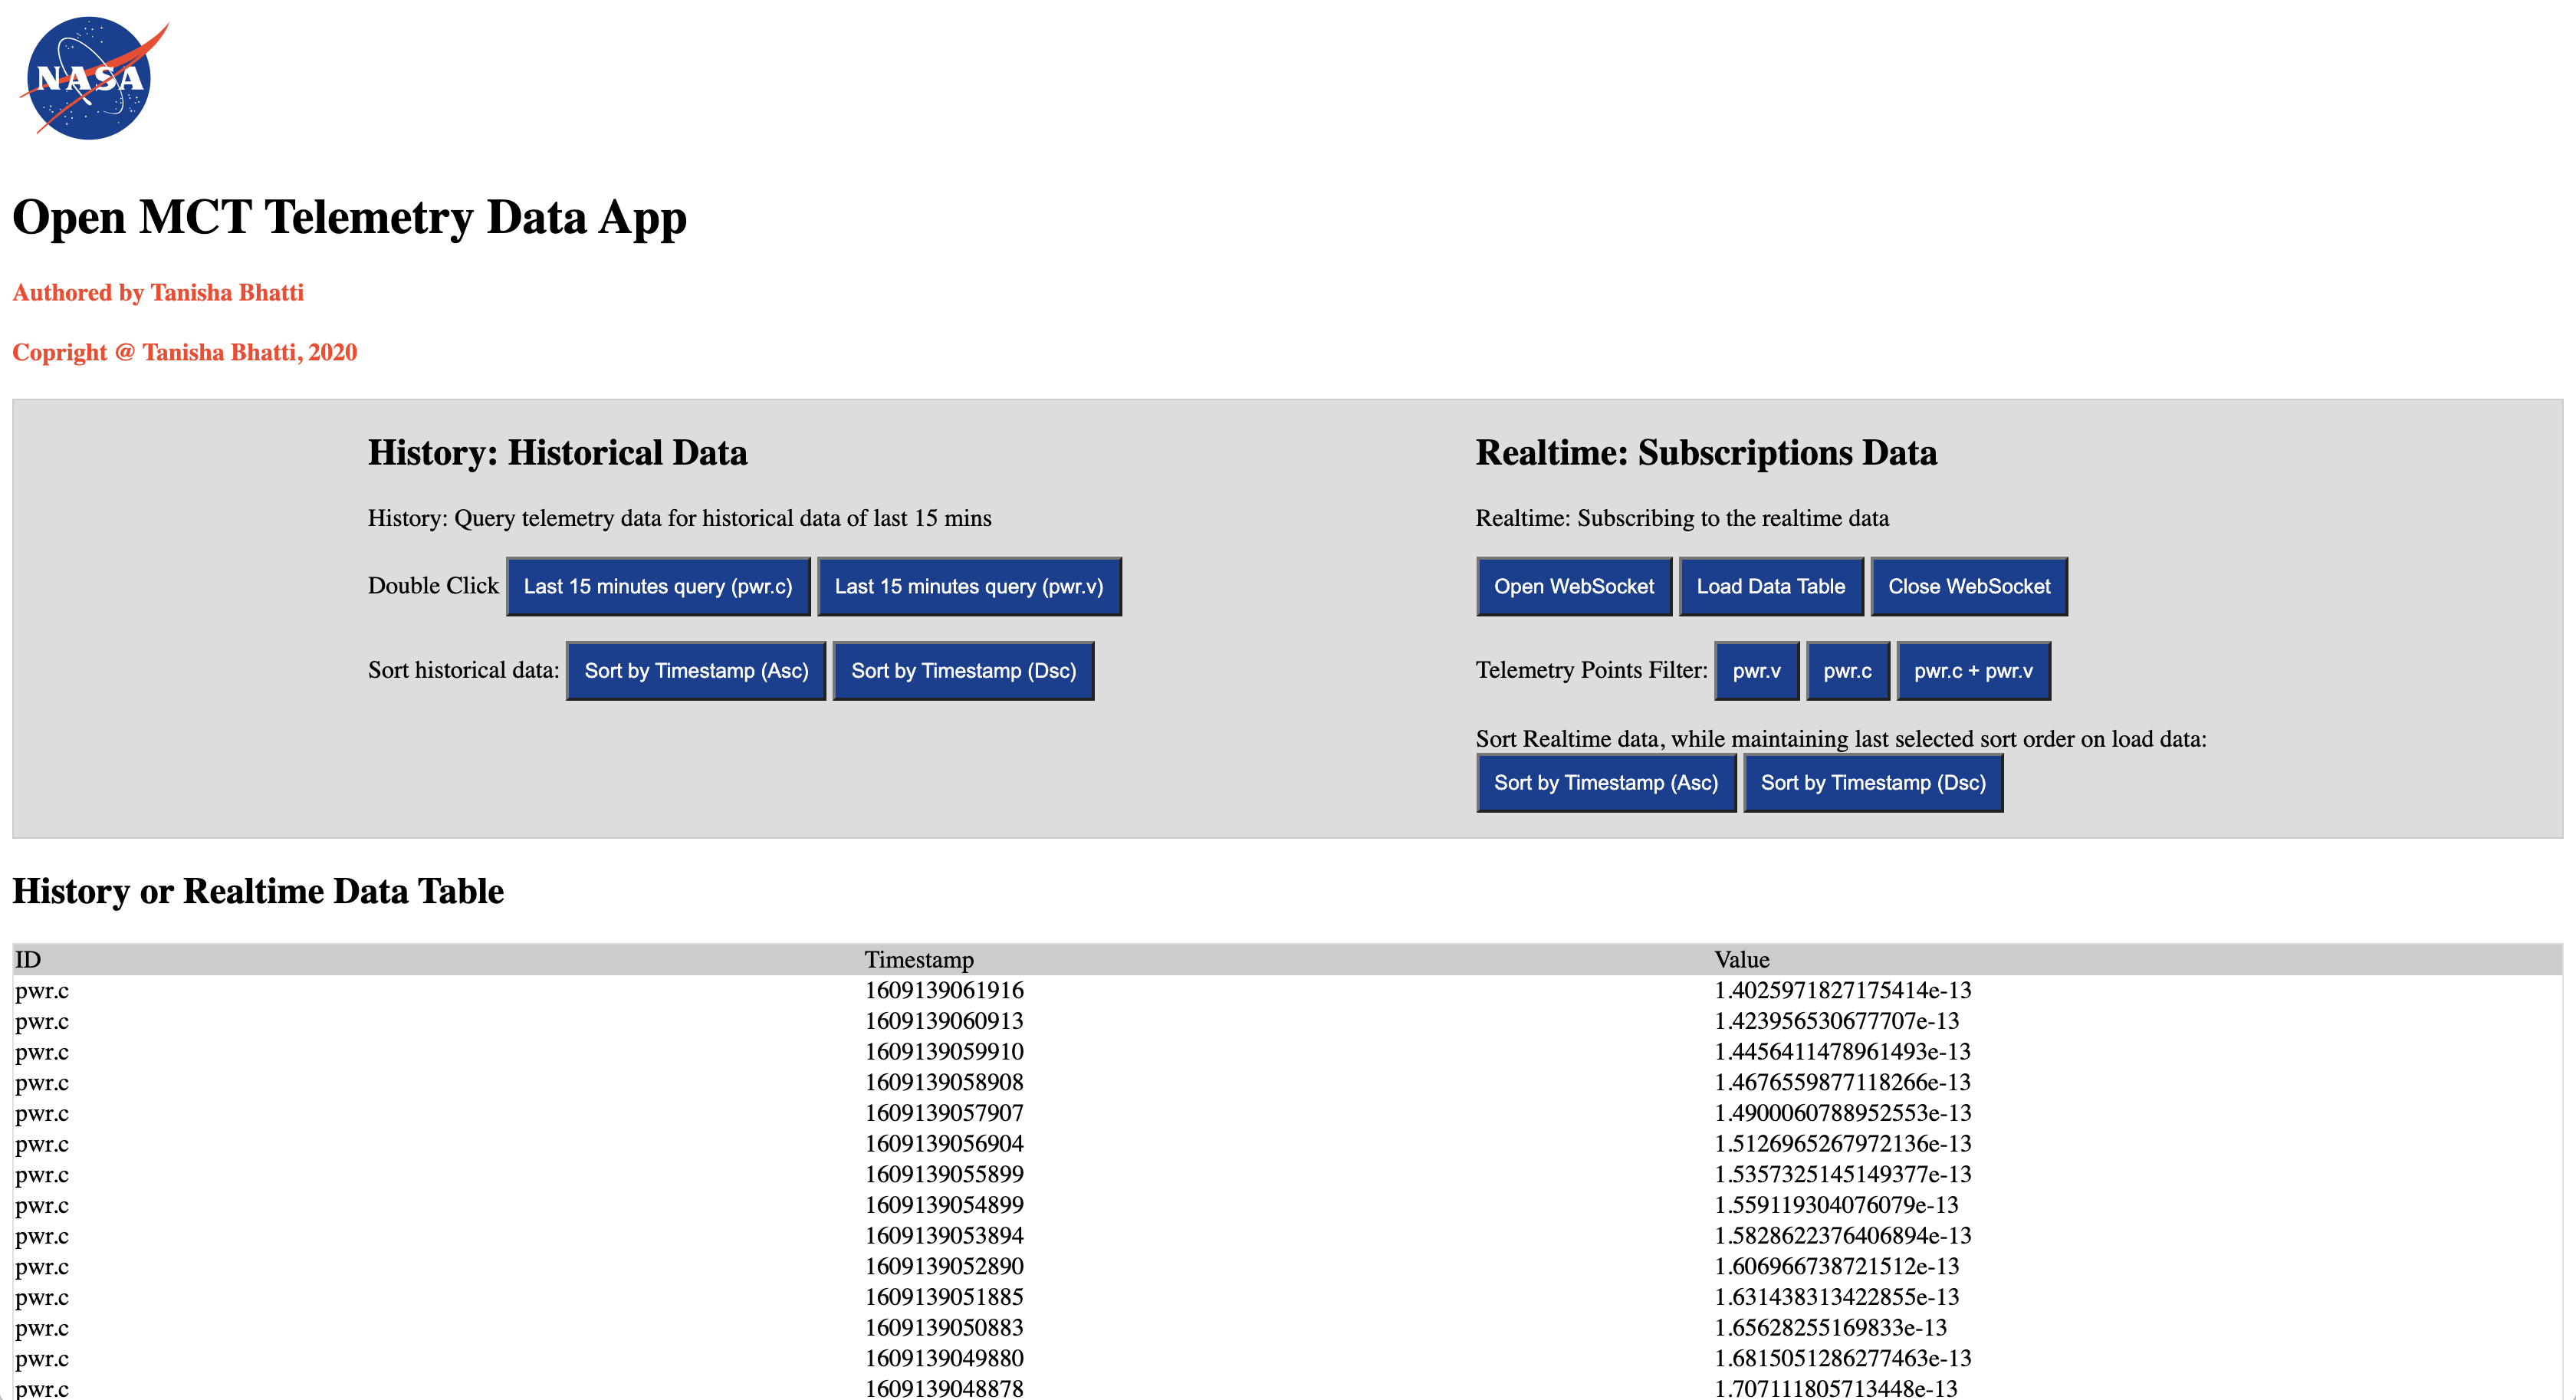 NASA
Open MCT Telemetry Data App
Authored by Tanisha Bhatti
Copright @ Tanisha Bhatti, 2020
History: Historical Data
History: Query telemetry data for historical data of last 15 mins
Double Click Last 15 minutes query (pwr.c) Last 15 minutes query (pwr.v)
Sort historical data: Sort by Timestamp (Asc) Sort by Timestamp (Dsc)
Realtime: Subscriptions Data
Realtime: Subscribing to the realtime data
Open WebSocket Load Data Table Close WebSocket
Telemetry Points Filter: pwr.v pwr.c pwr.c + pwr.v
Sort Realtime data, while maintaining last selected sort order on load data:
Sort by Timestamp (Asc) Sort by Timestamp (Dsc)
History or Realtime Data Table
ID Timestamp Value
pwr.c 1609139061916 1.4025971827175414e-13
pwr.c 1609139060913 1.423956530677707e-13
pwr.c 1609139059910 1.4456411478961493e-13
pwr.c 1609139058908 1.4676559877118266e-13
pwr.c 1609139057907 1.4900060788952553e-13
pwr.c 1609139056904 1.5126965267972136e-13
pwr.c 1609139055899 1.5357325145149377e-13
pwr.c 1609139054899 1.559119304076079e-13
pwr.c 1609139053894 1.5828622376406894e-13
pwr.c 1609139052890 1.606966738721512e-13
pwr.c 1609139051885 1.631438313422855e-13
pwr.c 1609139050883 1.65628255169833e-13
pwr.c 1609139049880 1.6815051286277463e-13
pwr.c 1609139048878 1.707111805713448e-13